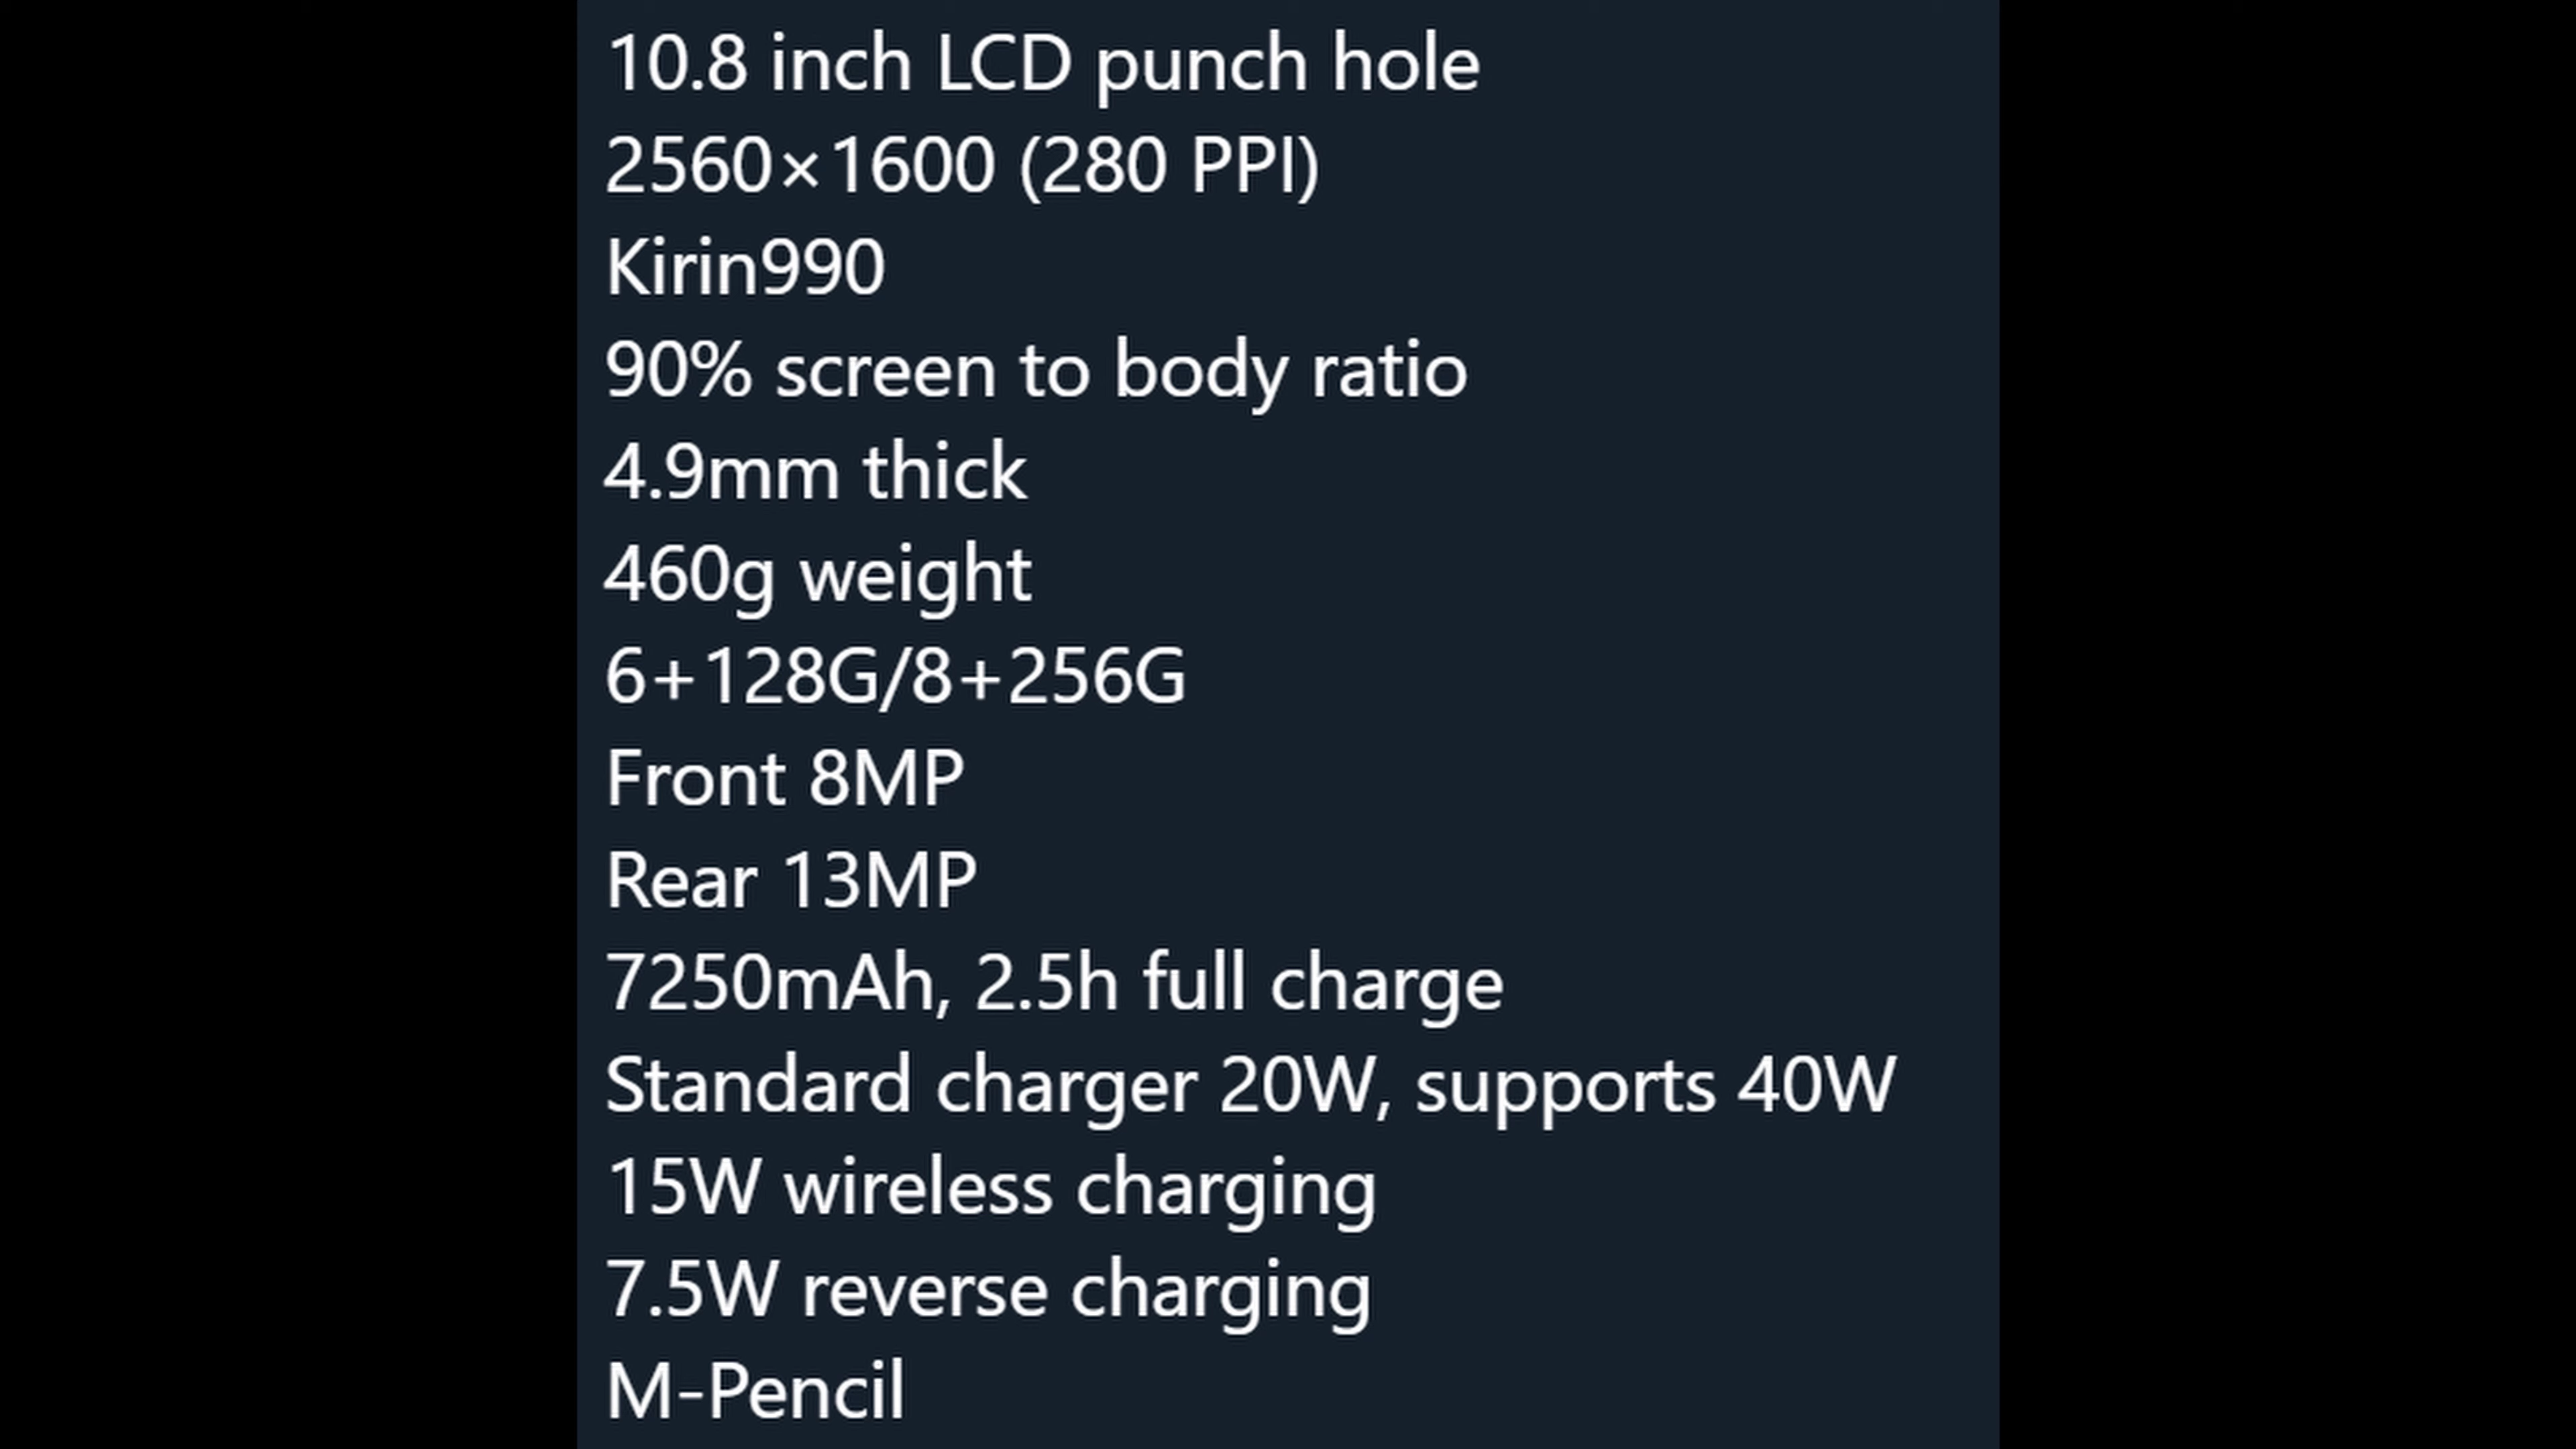 10.8 inch LCD punch hole
2560×1600 (280 PPI)
Kirin990
90% screen to body ratio
4.9mm thick
460g weight
6+128G/8+256G
Front 8MP
Rear 13MP
7250mAh, 2.5h full charge
Standard charger 20W, supports 40W
15W wireless charging
7.5W reverse charging
M-Pencil